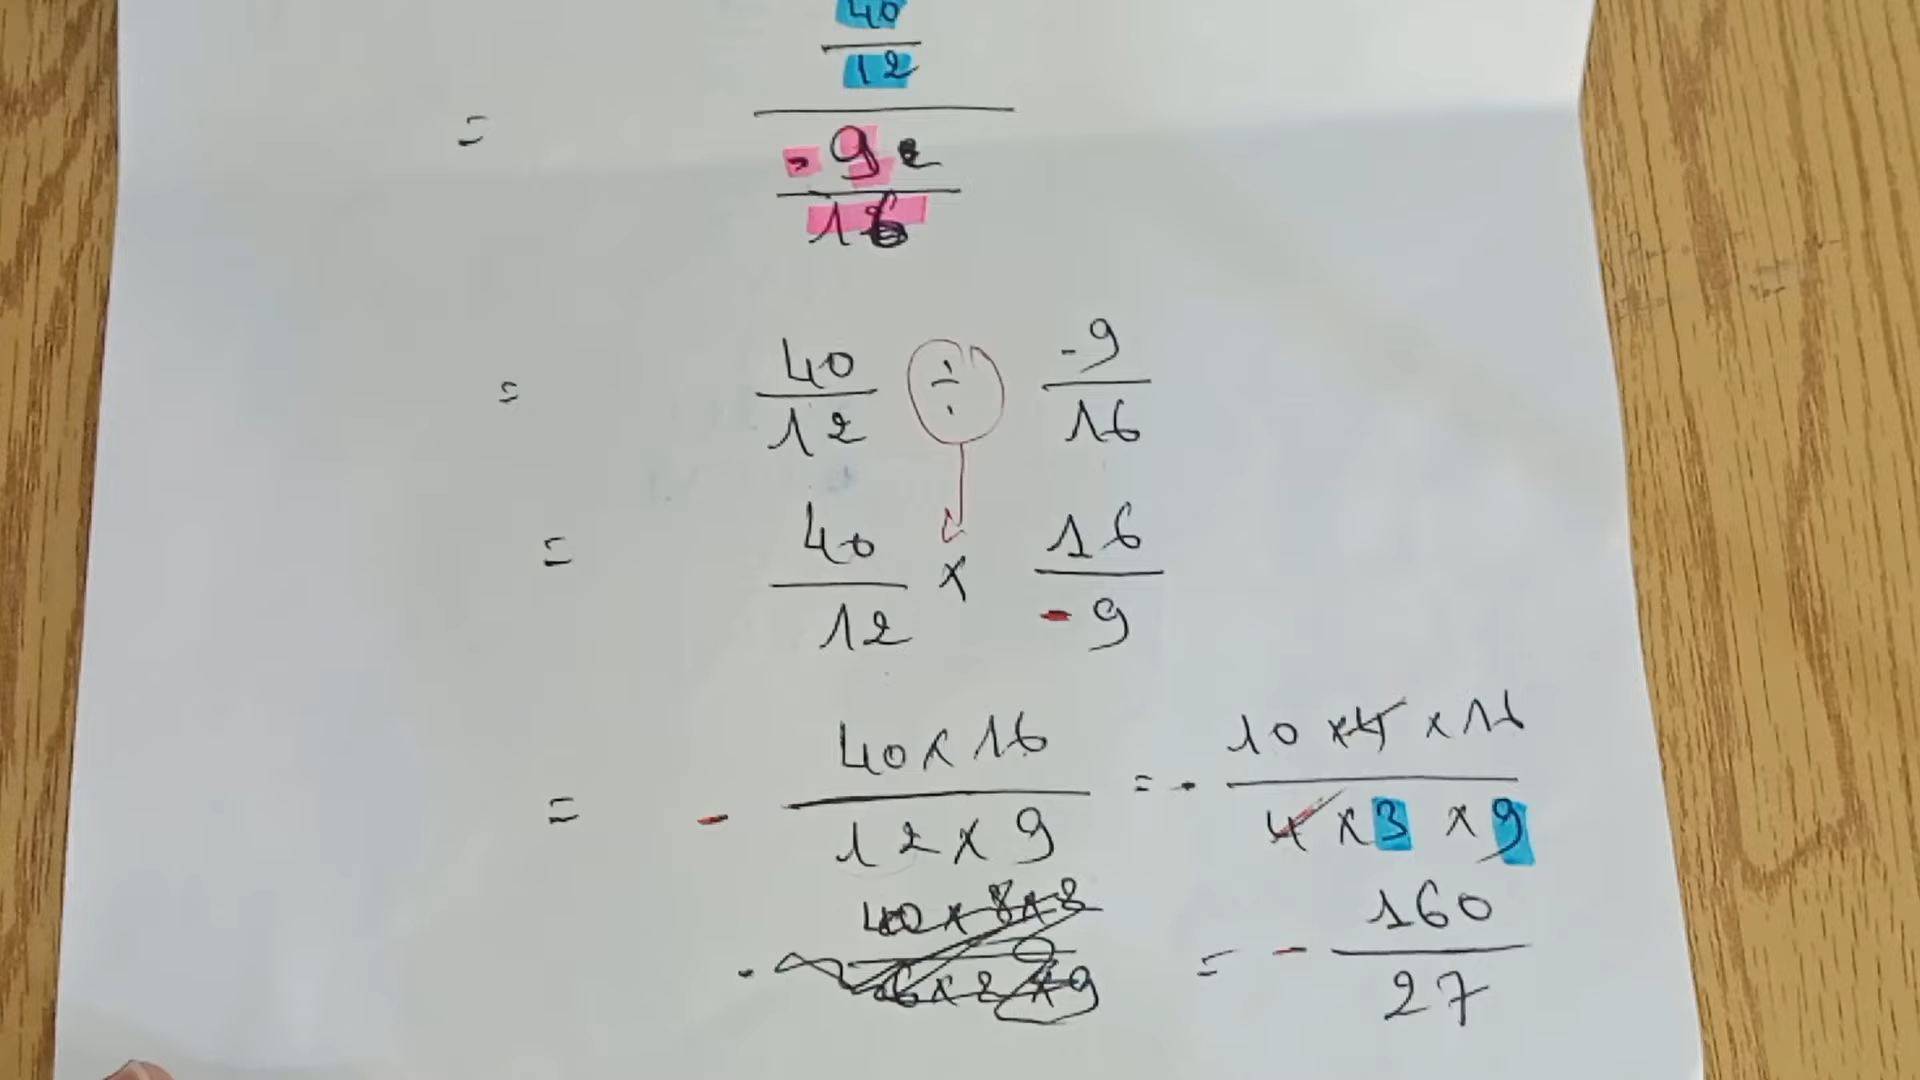 40
12
=
- 9
16
= 40 ÷ -9
12 16
= 40 x 16
12 - 9
= - 40 x 16 = - 10 x 4 x 16
12 x 9 4 x 3 x 9
= - 160
27